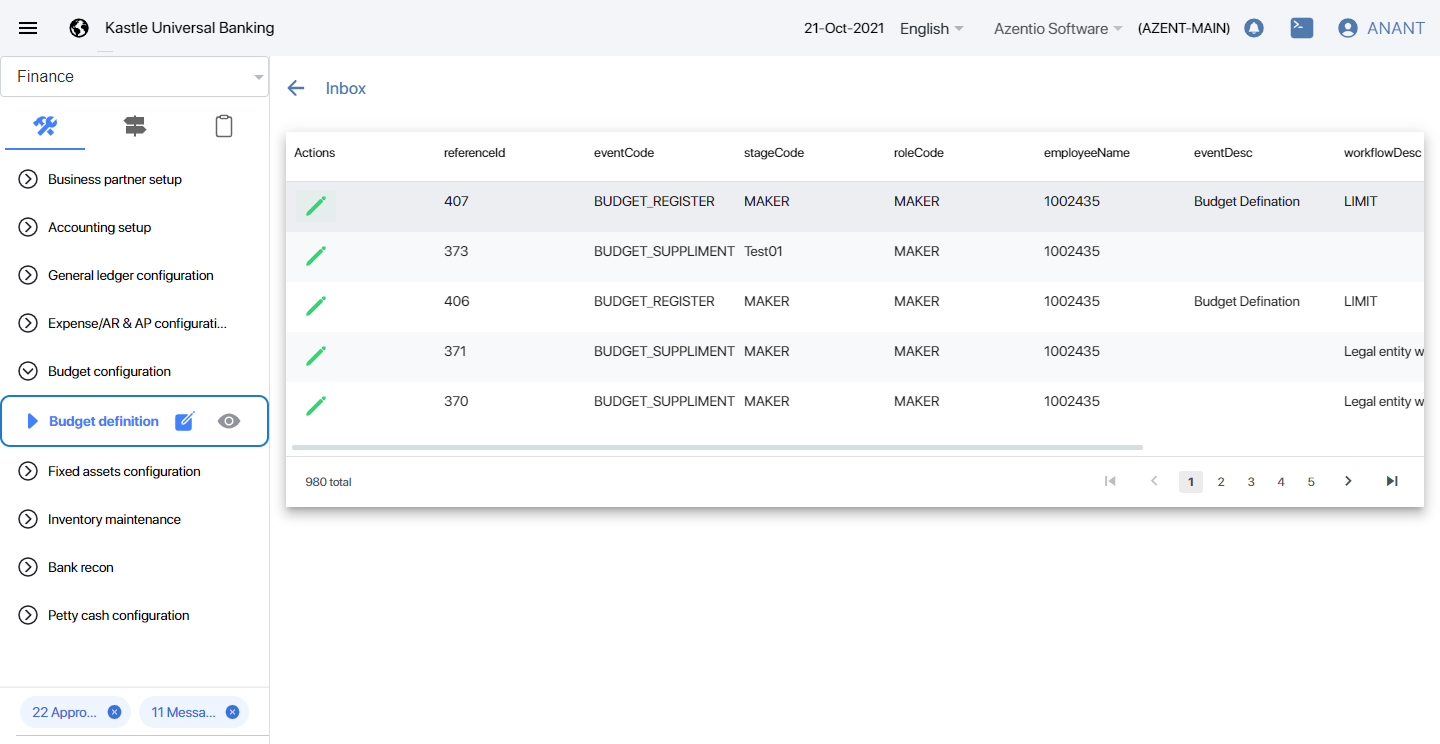 Kastle Universal Banking
21-Oct-2021 English Azentio Software (AZENT-MAIN) ANANT
Finance
Business partner setup
Accounting setup
General ledger configuration
Expense/AR & AP configurati...
Budget configuration
Budget definition
Fixed assets configuration
Inventory maintenance
Bank recon
Petty cash configuration
22 Appro... 11 Messa...
Inbox
Actions referenceId eventCode stageCode roleCode employeeName eventDesc workflowDesc
407 BUDGET_REGISTER MAKER MAKER 1002435 Budget Defination LIMIT
373 BUDGET_SUPPLIMENT Test01 MAKER 1002435
406 BUDGET_REGISTER MAKER MAKER 1002435 Budget Defination LIMIT
371 BUDGET_SUPPLIMENT MAKER MAKER 1002435 Legal entity w
370 BUDGET_SUPPLIMENT MAKER MAKER 1002435 Legal entity w
980 total 1 2 3 4 5